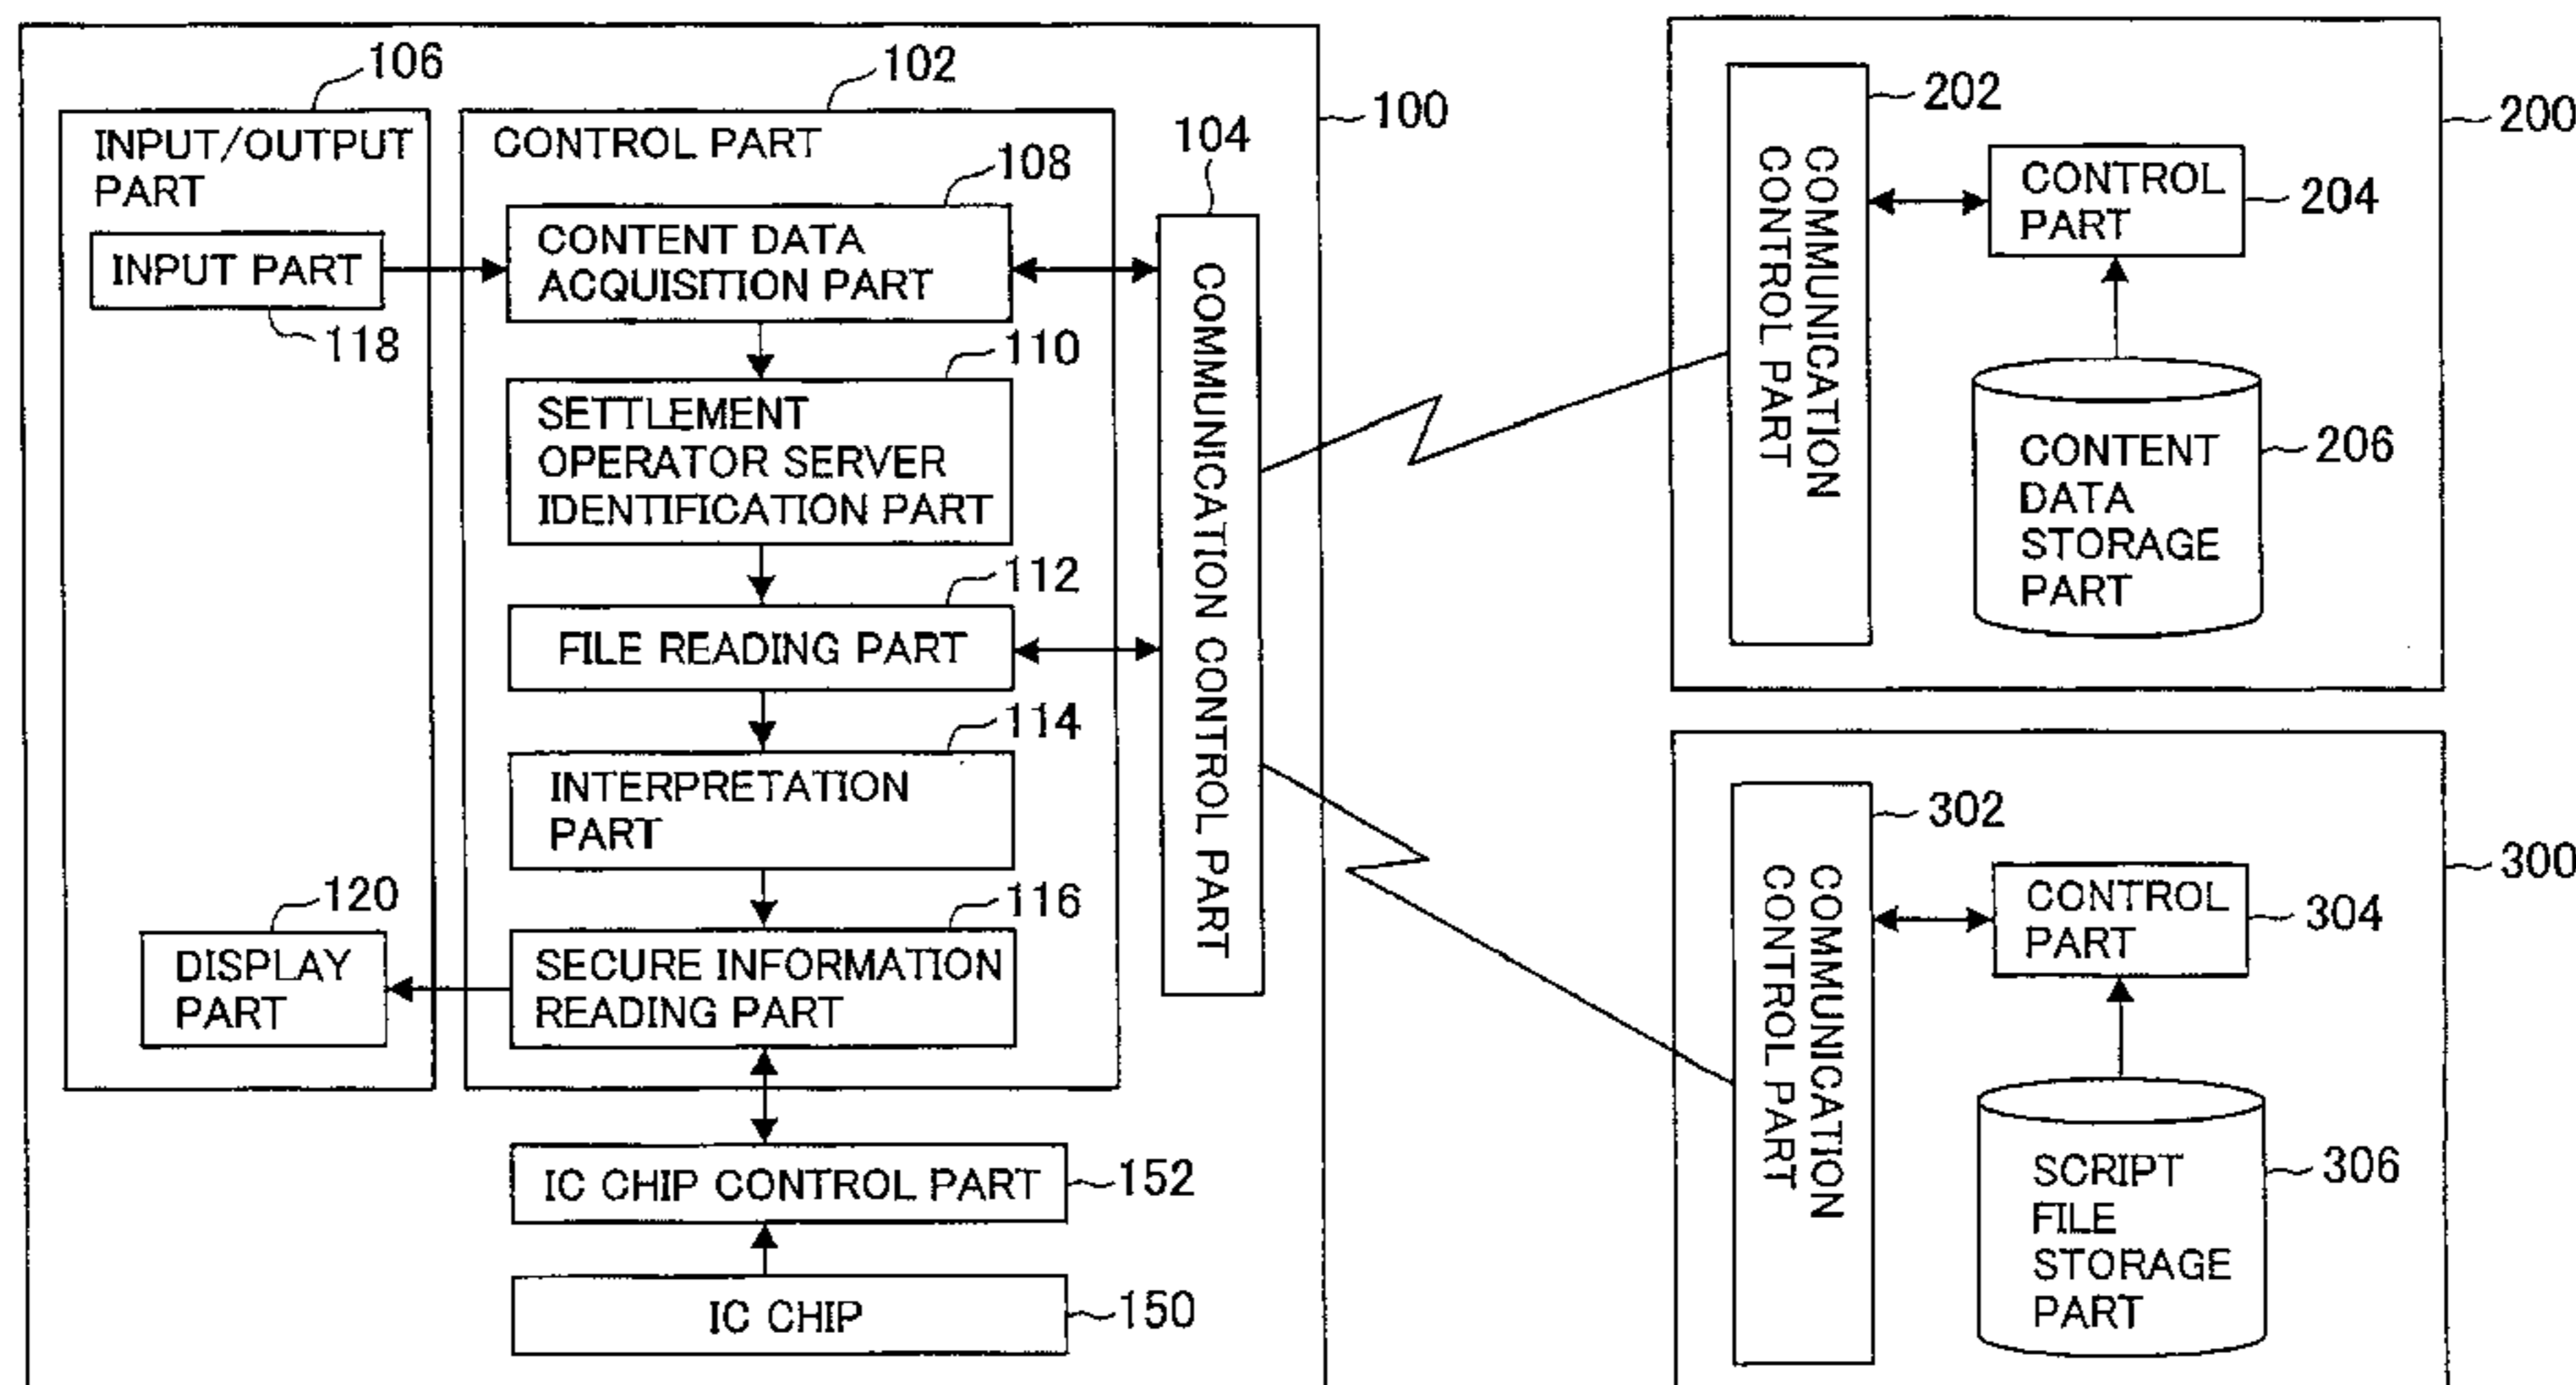 106
INPUT/OUTPUT
PART
INPUT PART
118
120
DISPLAY
PART
102
CONTROL PART
108
CONTENT DATA
ACQUISITION PART
110
SETTLEMENT
OPERATOR SERVER
IDENTIFICATION PART
112
FILE READING PART
114
INTERPRETATION
PART
116
SECURE INFORMATION
READING PART
IC CHIP CONTROL PART
152
IC CHIP
150
100
104
COMMUNICATION CONTROL PART
200
202
COMMUNICATION
CONTROL PART
CONTROL
PART
204
CONTENT
DATA
STORAGE
PART
206
300
302
COMMUNICATION
CONTROL PART
CONTROL
PART
304
SCRIPT
FILE
STORAGE
PART
306